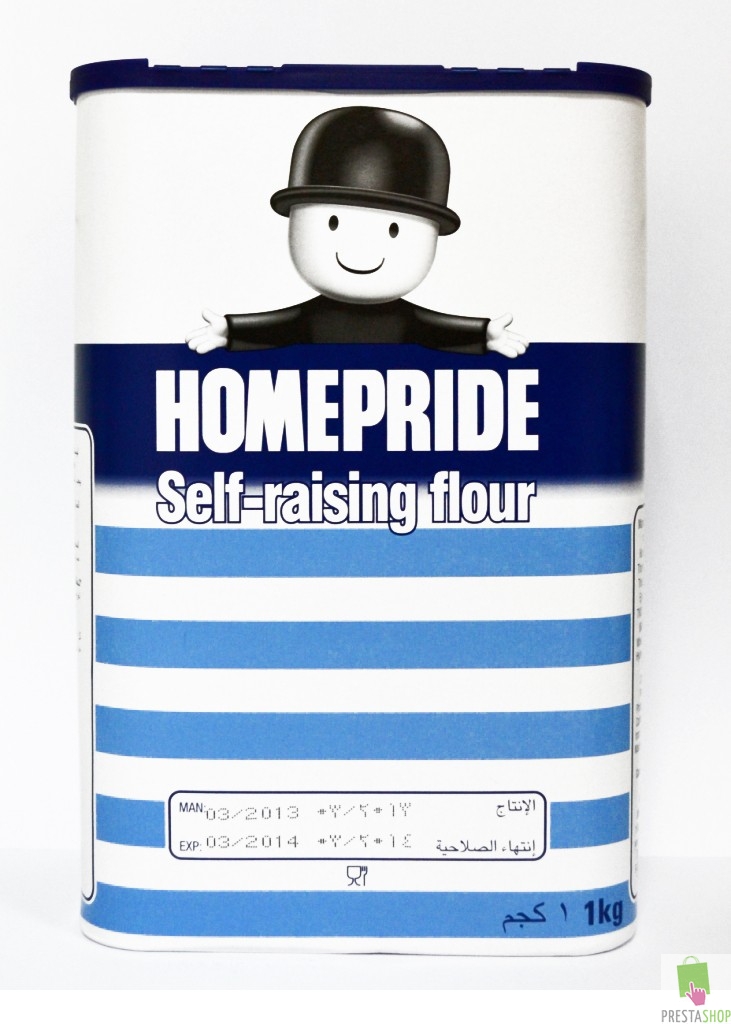 HOMEPRIDE
Self-raising flour
MAN: 03/2013 ٠٣/٢٠١٣ الإنتاج
EXP: 03/2014 ٠٣/٢٠١٤ إنتهاء الصلاحية
١ كجم 1kg
PRESTASHOP